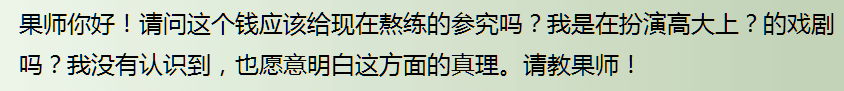 果师你好！请问这个钱应该给现在熬练的参究吗？我是在扮演高大上？的戏剧
吗？我没有认识到，也愿意明白这方面的真理。请教果师！